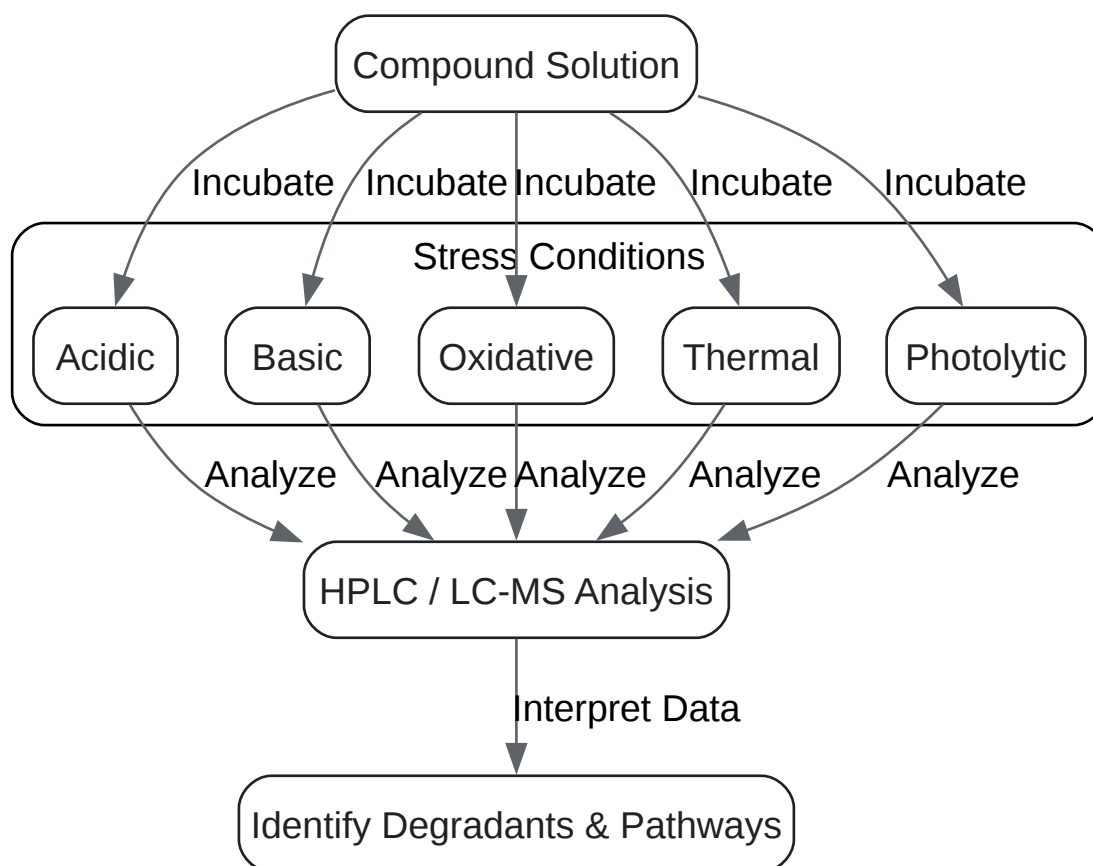 Compound Solution
Incubate Incubate Incubate Incubate Incubate
Stress Conditions
Acidic Basic Oxidative Thermal Photolytic
Analyze Analyze Analyze Analyze Analyze
HPLC / LC-MS Analysis
Interpret Data
Identify Degradants & Pathways